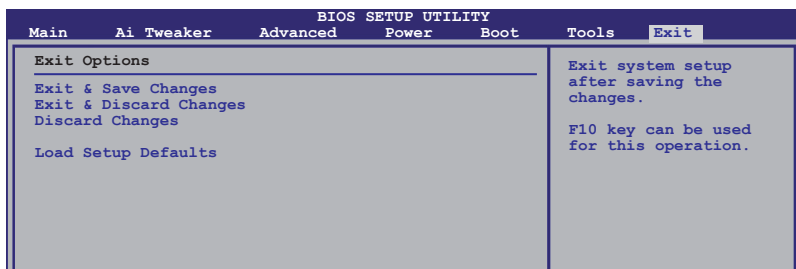 BIOS SETUP UTILITY
Main Ai Tweaker Advanced Power Boot Tools Exit
Exit Options
Exit & Save Changes
Exit & Discard Changes
Discard Changes
Load Setup Defaults
Exit system setup
after saving the
changes.
F10 key can be used
for this operation.